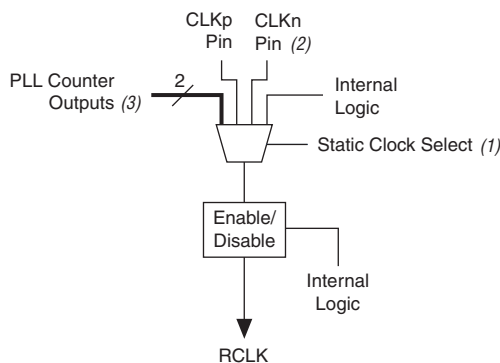 CLKp
Pin
CLKn
Pin (2)
PLL Counter
Outputs (3)
2
Internal
Logic
Static Clock Select (1)
Enable/
Disable
Internal
Logic
RCLK